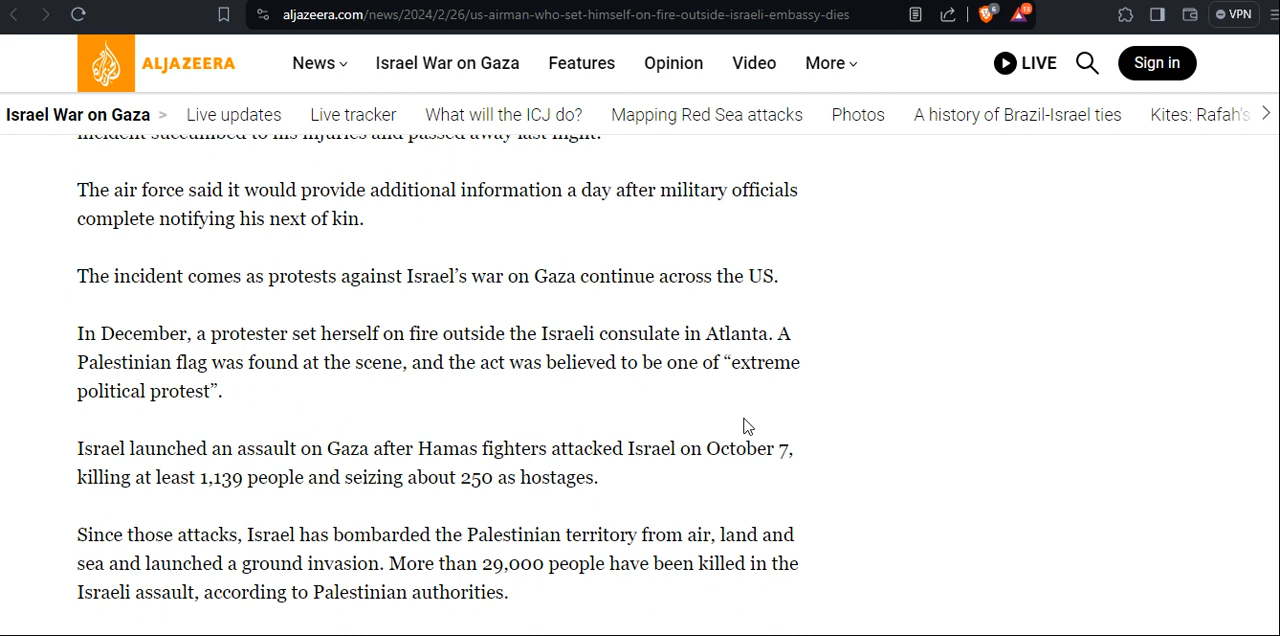 aljazeera.com/news/2024/2/26/us-airman-who-set-himself-on-fire-outside-israeli-embassy-dies
6
13
VPN
ALJAZEERA
News
Israel War on Gaza
Features
Opinion
Video
More
LIVE
Sign in
Israel War on Gaza > Live updates Live tracker What will the ICJ do? Mapping Red Sea attacks Photos A history of Brazil-Israel ties Kites: Rafah's
incident succumbed to his injuries and passed away last night.
The air force said it would provide additional information a day after military officials
complete notifying his next of kin.
The incident comes as protests against Israel’s war on Gaza continue across the US.
In December, a protester set herself on fire outside the Israeli consulate in Atlanta. A
Palestinian flag was found at the scene, and the act was believed to be one of “extreme
political protest”.
Israel launched an assault on Gaza after Hamas fighters attacked Israel on October 7,
killing at least 1,139 people and seizing about 250 as hostages.
Since those attacks, Israel has bombarded the Palestinian territory from air, land and
sea and launched a ground invasion. More than 29,000 people have been killed in the
Israeli assault, according to Palestinian authorities.